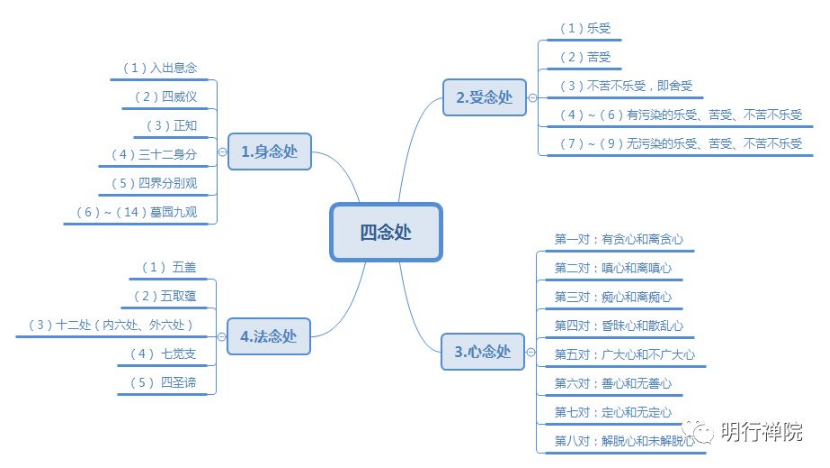 四念处
1.身念处
（1）入出息念
（2）四威仪
（3）正知
（4）三十二身分
（5）四界分别观
（6）~（14）墓园九观
2.受念处
（1）乐受
（2）苦受
（3）不苦不乐受，即舍受
（4）~（6）有污染的乐受、苦受、不苦不乐受
（7）~（9）无污染的乐受、苦受、不苦不乐受
3.心念处
第一对：有贪心和离贪心
第二对：嗔心和离嗔心
第三对：痴心和离痴心
第四对：昏昧心和散乱心
第五对：广大心和不广大心
第六对：善心和无善心
第七对：定心和无定心
第八对：解脱心和未解脱心
4.法念处
（1） 五盖
（2）五取蕴
（3）十二处（内六处、外六处）
（4） 七觉支
（5） 四圣谛
明行禅院